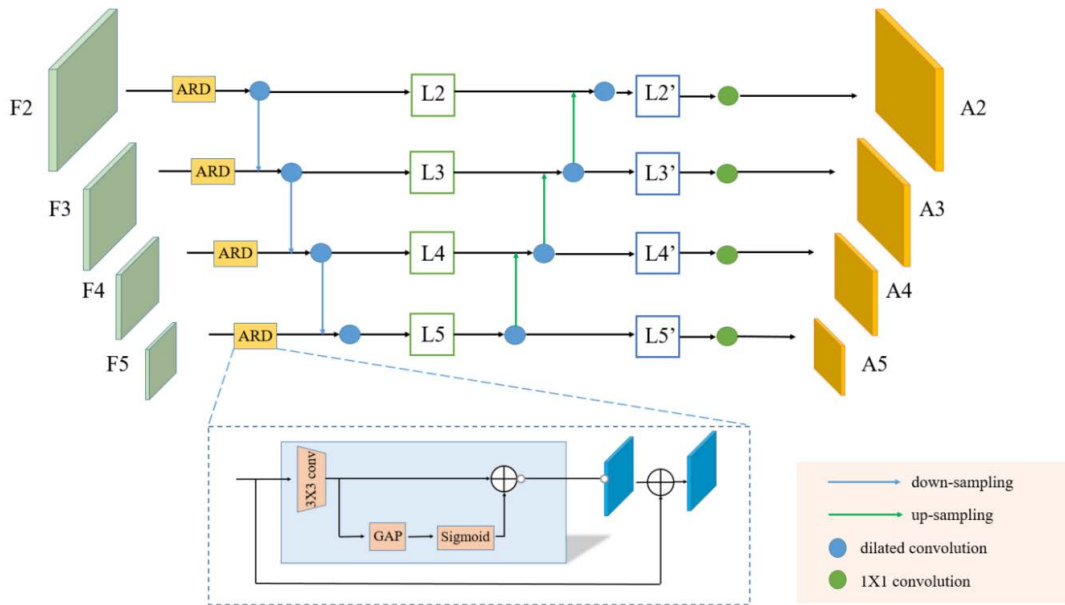 F2
ARD
L2
L2’
A2
F3
ARD
L3
L3’
A3
F4
ARD
L4
L4’
A4
F5
ARD
L5
L5’
A5
3X3 conv
GAP
Sigmoid
down-sampling
up-sampling
dilated convolution
1X1 convolution